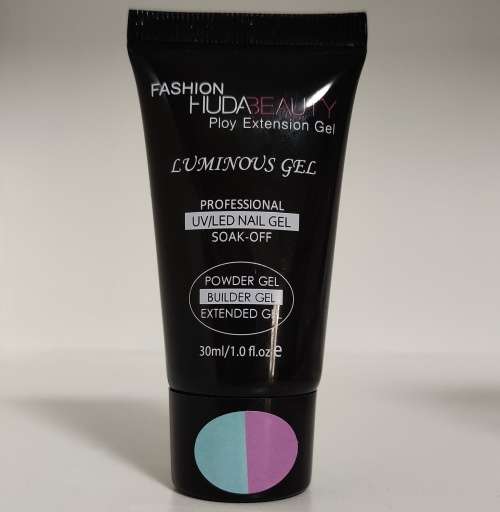 FASHION
HUDABEAUTY
Ploy Extension Gel
LUMINOUS GEL
PROFESSIONAL
UV/LED NAIL GEL
SOAK-OFF
POWDER GEL
BUILDER GEL
EXTENDED GEL
30ml/1.0 fl.oz e